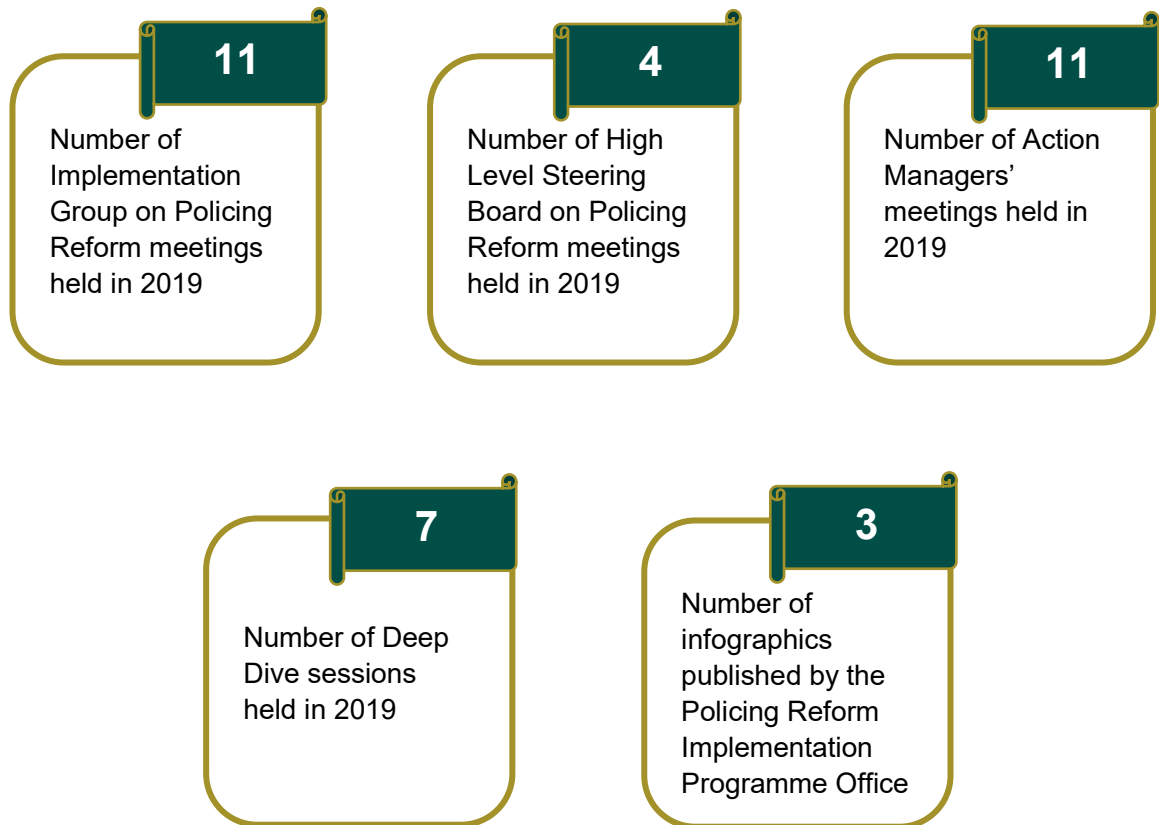 11
Number of
Implementation
Group on Policing
Reform meetings
held in 2019
4
Number of High
Level Steering
Board on Policing
Reform meetings
held in 2019
11
Number of Action
Managers’
meetings held in
2019
7
Number of Deep
Dive sessions
held in 2019
3
Number of
infographics
published by the
Policing Reform
Implementation
Programme Office